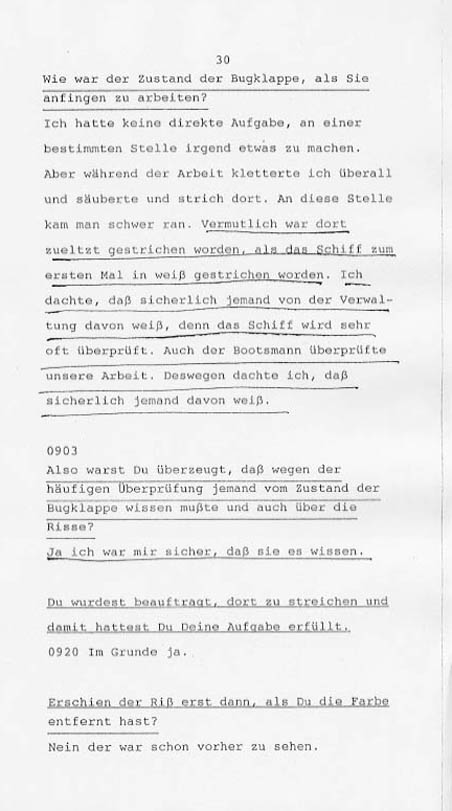 30
Wie war der Zustand der Bugklappe, als Sie
anfingen zu arbeiten?
Ich hatte keine direkte Aufgabe, an einer
bestimmten Stelle irgend etwas zu machen.
Aber während der Arbeit kletterte ich überall
und säuberte und strich dort. An diese Stelle
kam man schwer ran. Vermutlich war dort
zueltzt gestrichen worden, als das Schiff zum
ersten Mal in weiß gestrichen worden. Ich
dachte, daß sicherlich jemand von der Verwal-
tung davon weiß, denn das Schiff wird sehr
oft überprüft. Auch der Bootsmann überprüfte
unsere Arbeit. Deswegen dachte ich, daß
sicherlich jemand davon weiß.
0903
Also warst Du überzeugt, daß wegen der
häufigen Überprüfung jemand vom Zustand der
Bugklappe wissen mußte und auch über die
Risse?
Ja ich war mir sicher, daß sie es wissen.
Du wurdest beauftragt, dort zu streichen und
damit hattest Du Deine Aufgabe erfüllt.
0920 Im Grunde ja.
Erschien der Riß erst dann, als Du die Farbe
entfernt hast?
Nein der war schon vorher zu sehen.